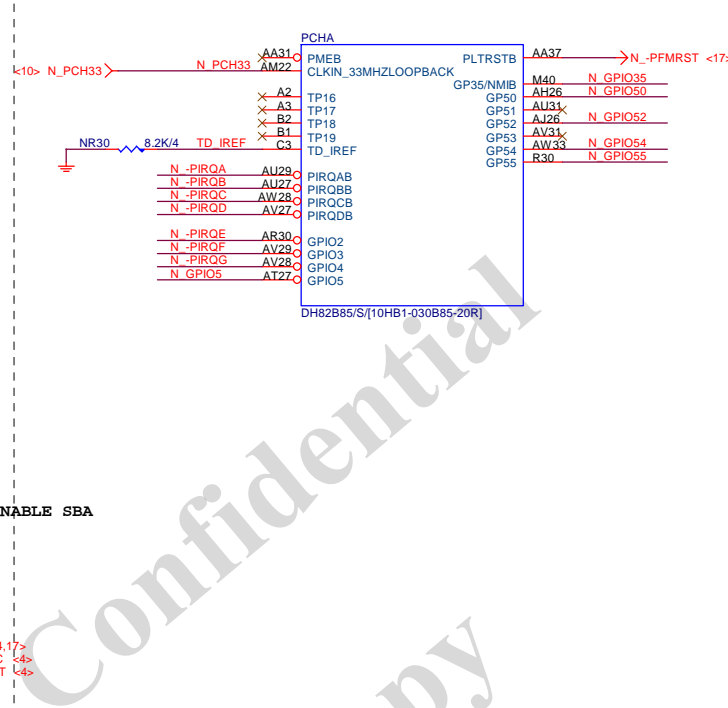 PCHA
AA31 PMEB PLTRSTB AA37 N_-PFMRST <17>
<10> N_PCH33 N_PCH33 AM22 CLKIN_33MHZLOOPBACK
GP35/NMIB M40 N_GPIO35
A2 TP16 GP50 AH26 N_GPIO50
A3 TP17 GP51 AU31
B2 TP18 GP52 AJ26 N_GPIO52
B1 TP19 GP53 AV31
NR30 8.2K/4 TD_IREF C3 TD_IREF GP54 AW33 N_GPIO54
GP55 R30 N_GPIO55
N_-PIRQA AU29 PIRQAB
N_-PIRQB AU27 PIRQBB
N_-PIRQC AW28 PIRQCB
N_-PIRQD AV27 PIRQDB
N_-PIRQE AR30 GPIO2
N_-PIRQF AV29 GPIO3
N_-PIRQG AV28 GPIO4
N_GPIO5 AT27 GPIO5
DH82B85/S/[10HB1-030B85-20R]
NABLE SBA
,17>
C <4>
T <4>
Confidential
py